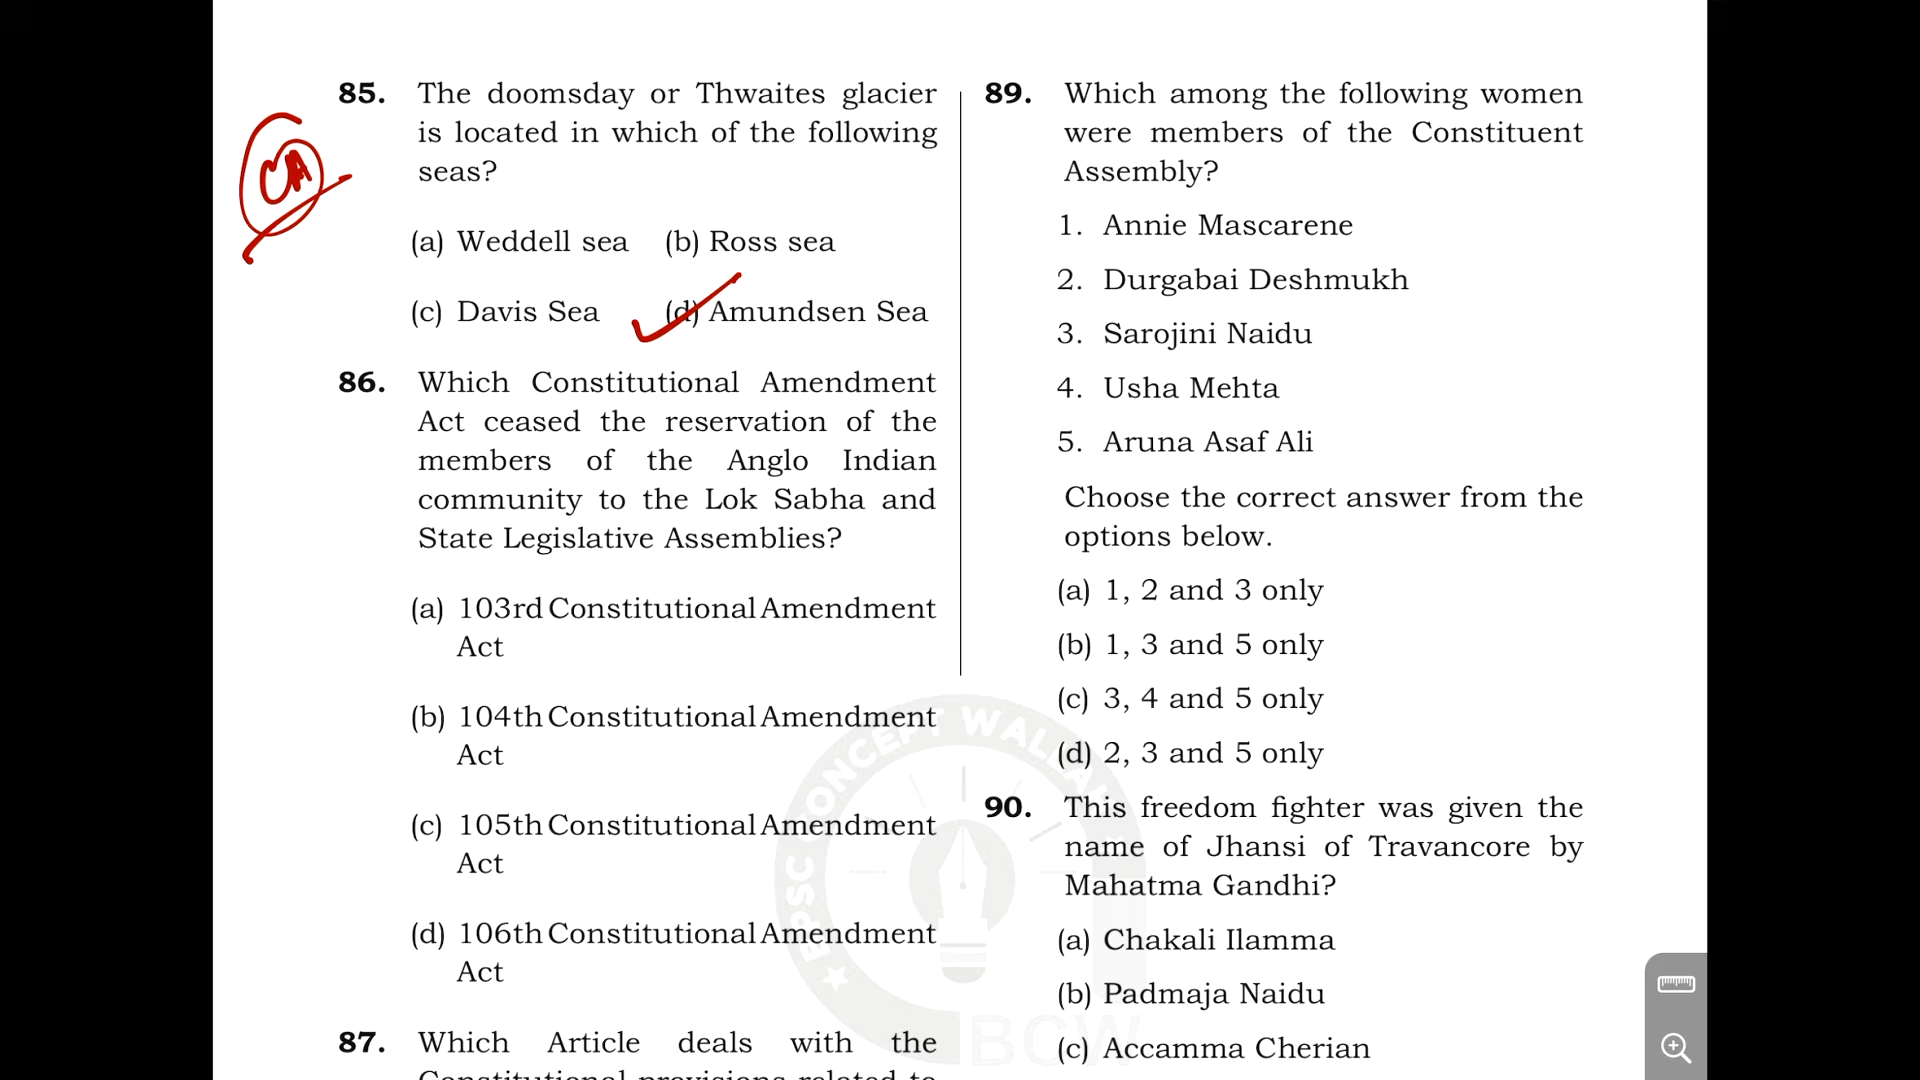 85. The doomsday or Thwaites glacier
is located in which of the following
seas?
(a) Weddell sea (b) Ross sea
(c) Davis Sea (d) Amundsen Sea
CA
86. Which Constitutional Amendment
Act ceased the reservation of the
members of the Anglo Indian
community to the Lok Sabha and
State Legislative Assemblies?
(a) 103rd Constitutional Amendment
Act
(b) 104th Constitutional Amendment
Act
(c) 105th Constitutional Amendment
Act
(d) 106th Constitutional Amendment
Act
87. Which Article deals with the
Constitutional provisions related to
89. Which among the following women
were members of the Constituent
Assembly?
1. Annie Mascarene
2. Durgabai Deshmukh
3. Sarojini Naidu
4. Usha Mehta
5. Aruna Asaf Ali
Choose the correct answer from the
options below.
(a) 1, 2 and 3 only
(b) 1, 3 and 5 only
(c) 3, 4 and 5 only
(d) 2, 3 and 5 only
90. This freedom fighter was given the
name of Jhansi of Travancore by
Mahatma Gandhi?
(a) Chakali Ilamma
(b) Padmaja Naidu
(c) Accamma Cherian
BCW